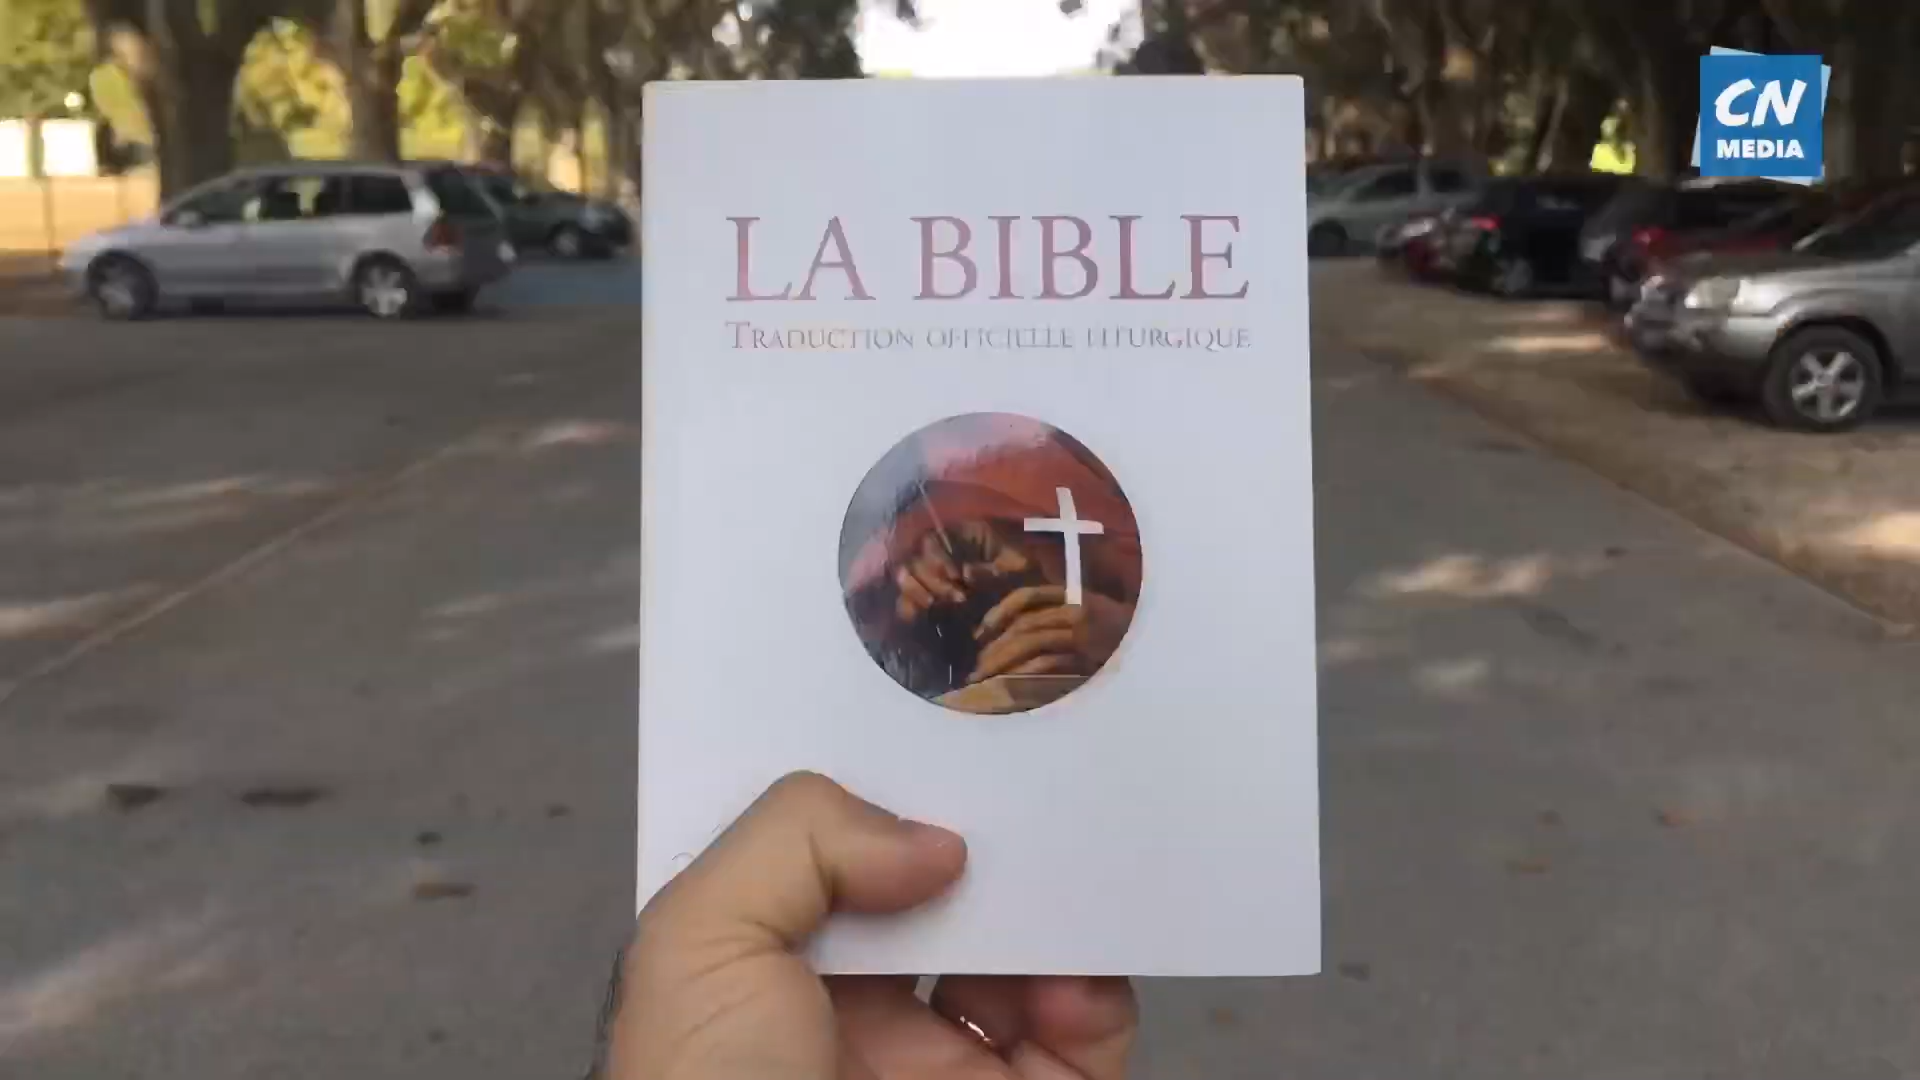 CN
MEDIA
LA BIBLE
TRADUCTION OFFICIELLE LITURGIQUE